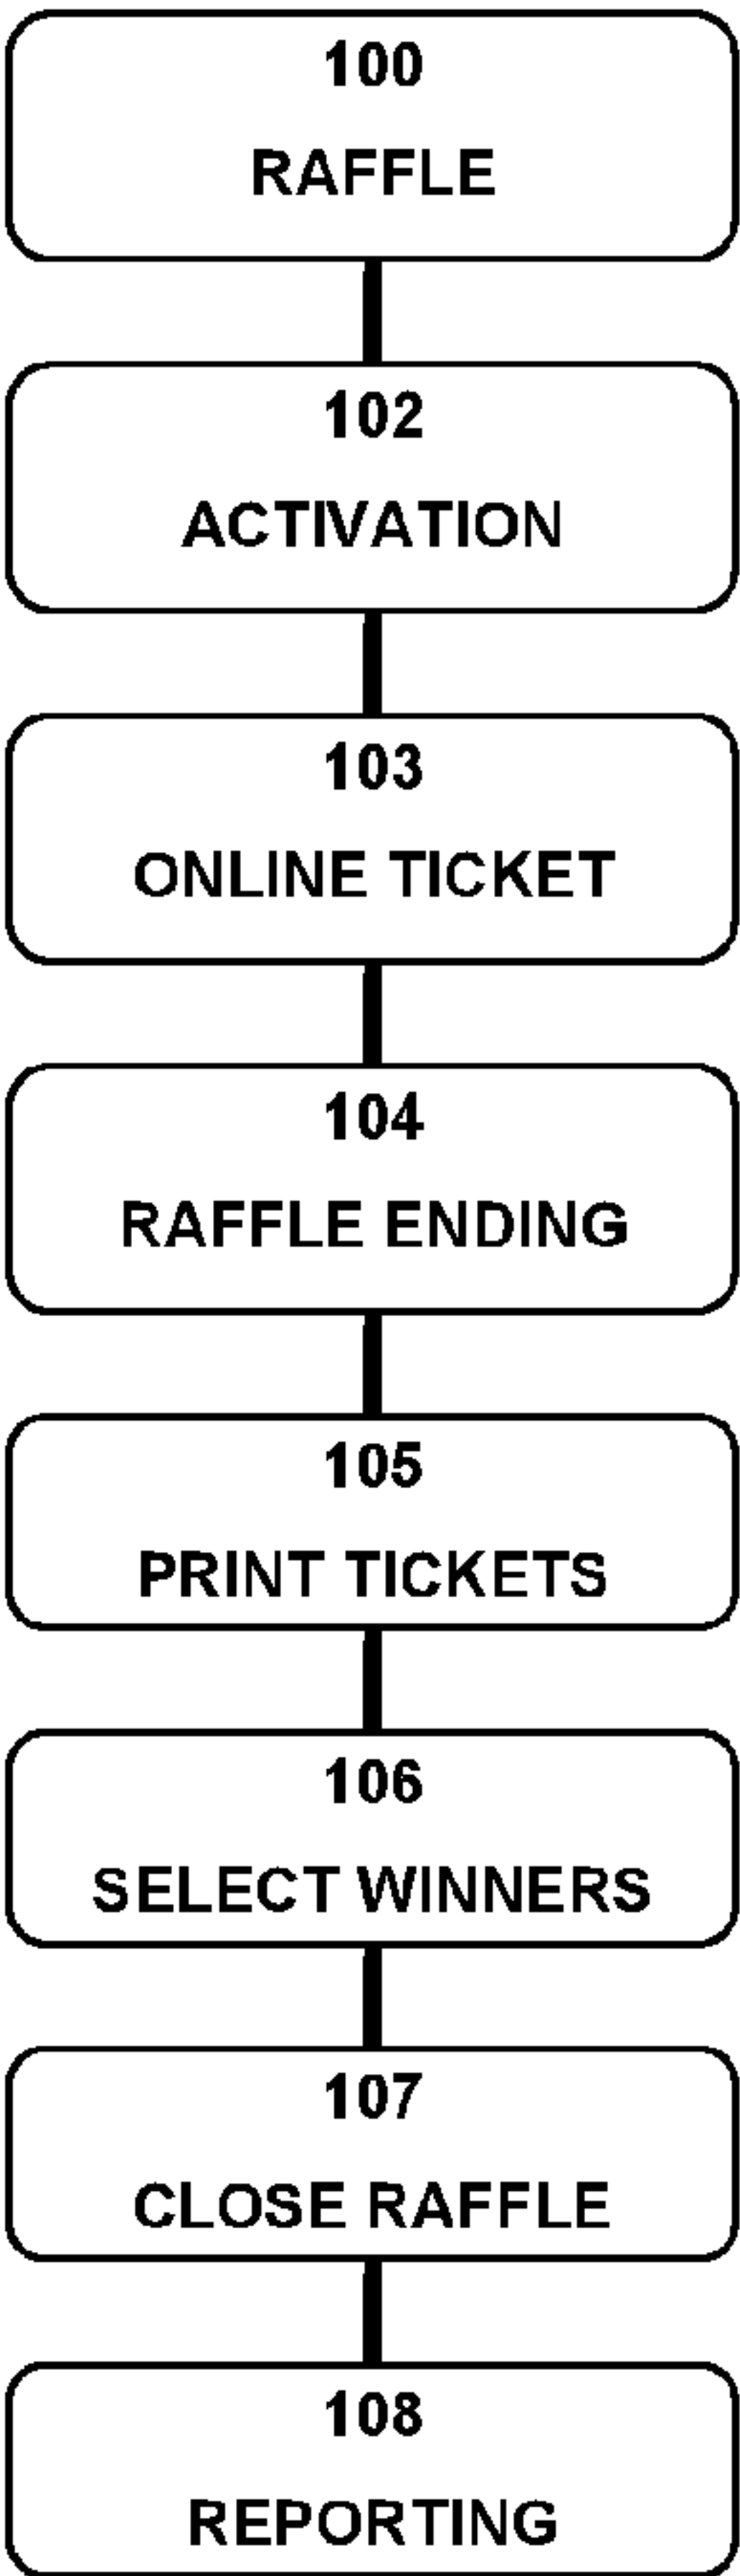 100
RAFFLE
102
ACTIVATION
103
ONLINE TICKET
104
RAFFLE ENDING
105
PRINT TICKETS
106
SELECT WINNERS
107
CLOSE RAFFLE
108
REPORTING